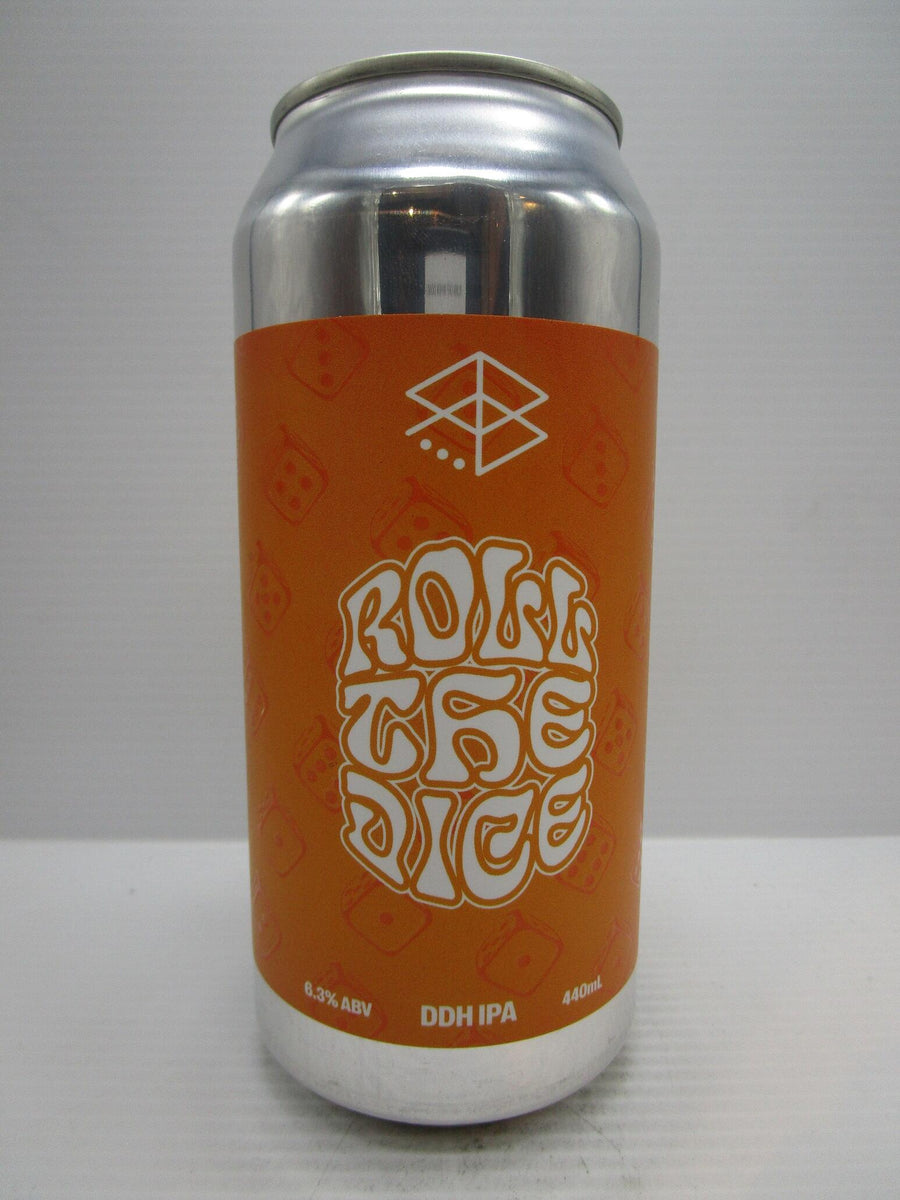 ROLL
THE
DICE
6.3% ABV
DDH IPA
440mL